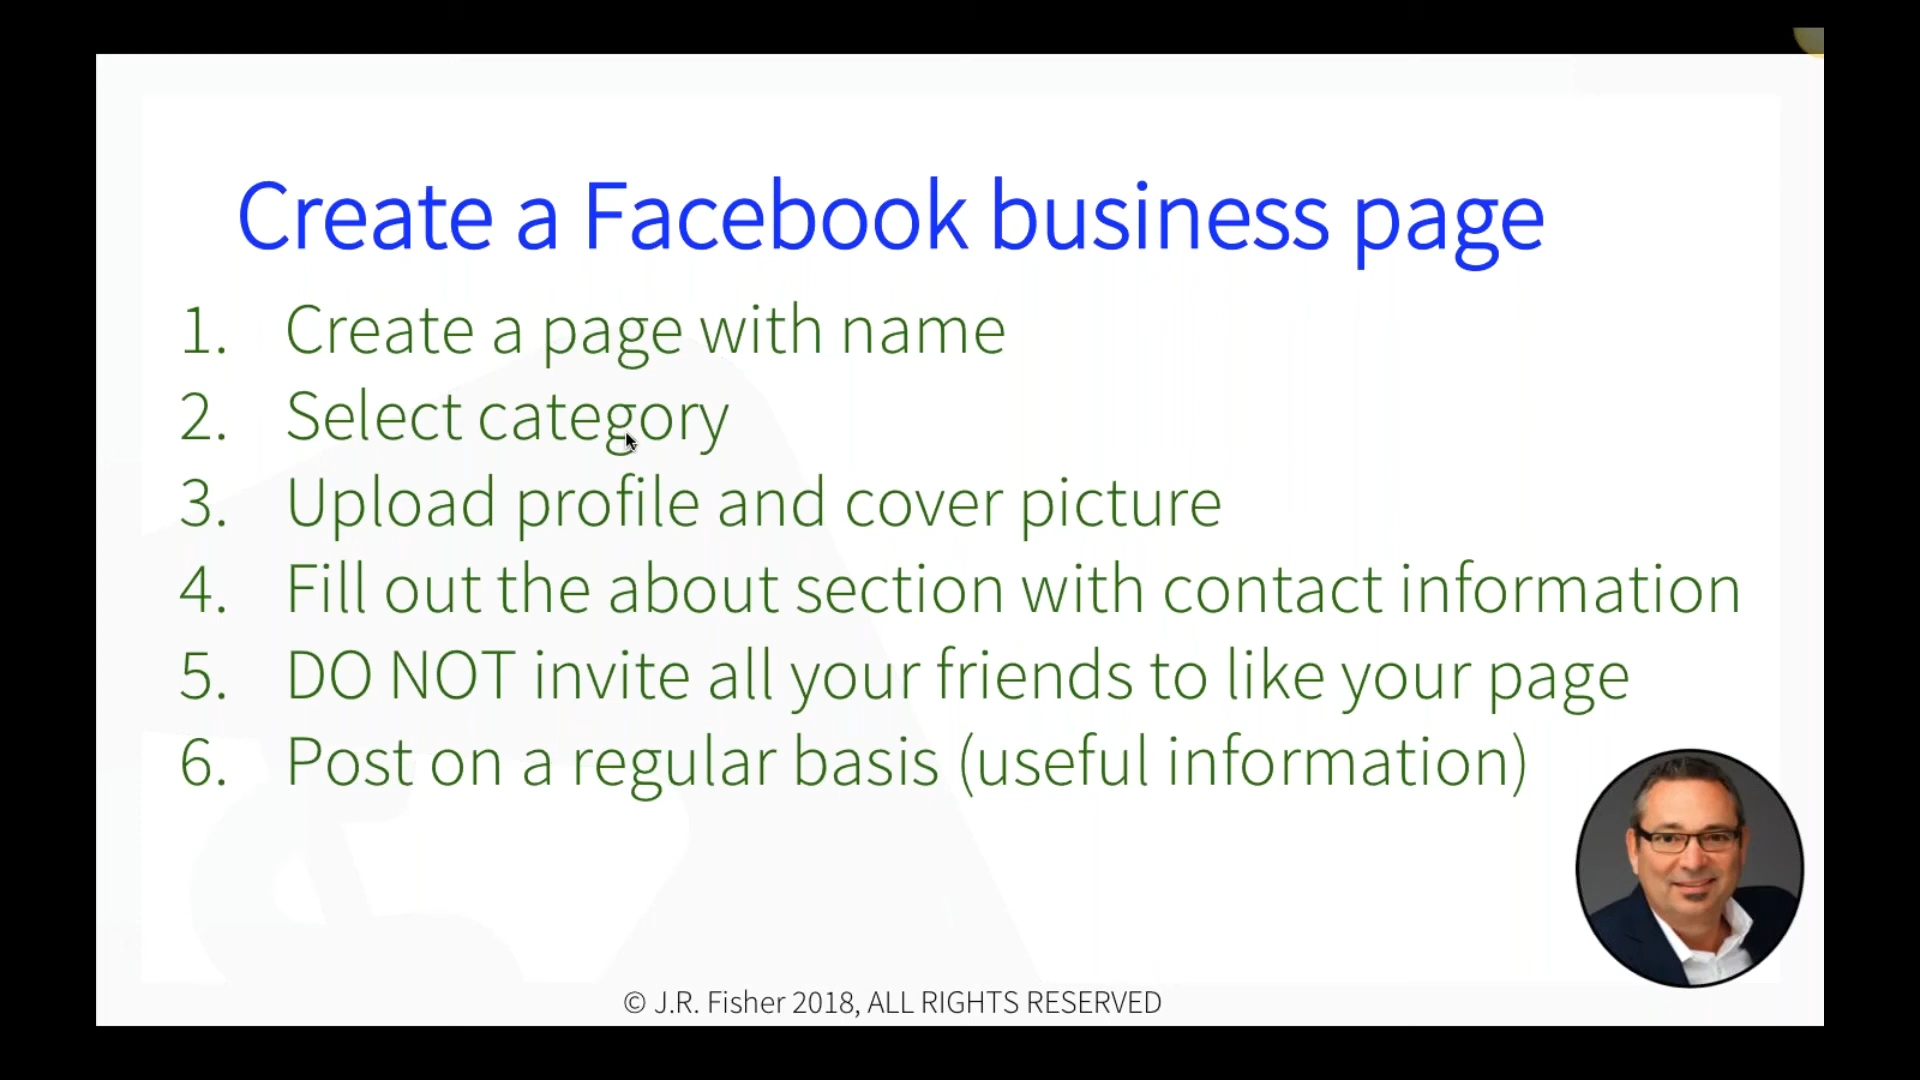 Create a Facebook business page
1. Create a page with name
2. Select category
3. Upload profile and cover picture
4. Fill out the about section with contact information
5. DO NOT invite all your friends to like your page
6. Post on a regular basis (useful information)
© J.R. Fisher 2018, ALL RIGHTS RESERVED